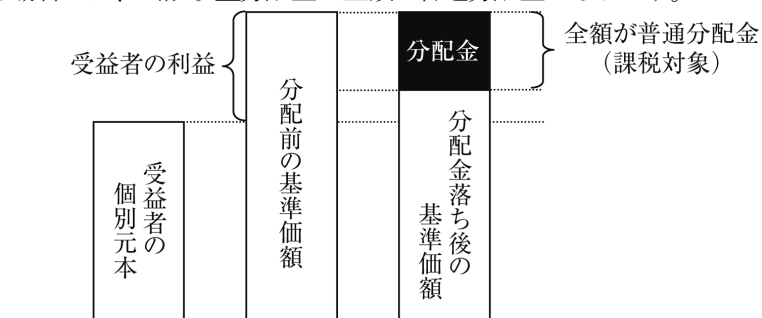 受益者の利益
分配金
全額が普通分配金
（課税対象）
受益者の
個別元本
分配前の基準価額
分配金落ち後の
基準価額